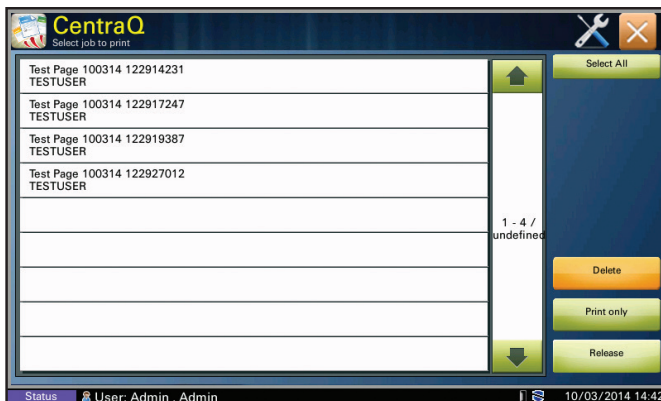 CentraQ
Select job to print
Test Page 100314 122914231
TESTUSER
Test Page 100314 122917247
TESTUSER
Test Page 100314 122919387
TESTUSER
Test Page 100314 122927012
TESTUSER
1 - 4 /
undefined
Select All
Delete
Print only
Release
Status
User: Admin . Admin
10/03/2014 14:42